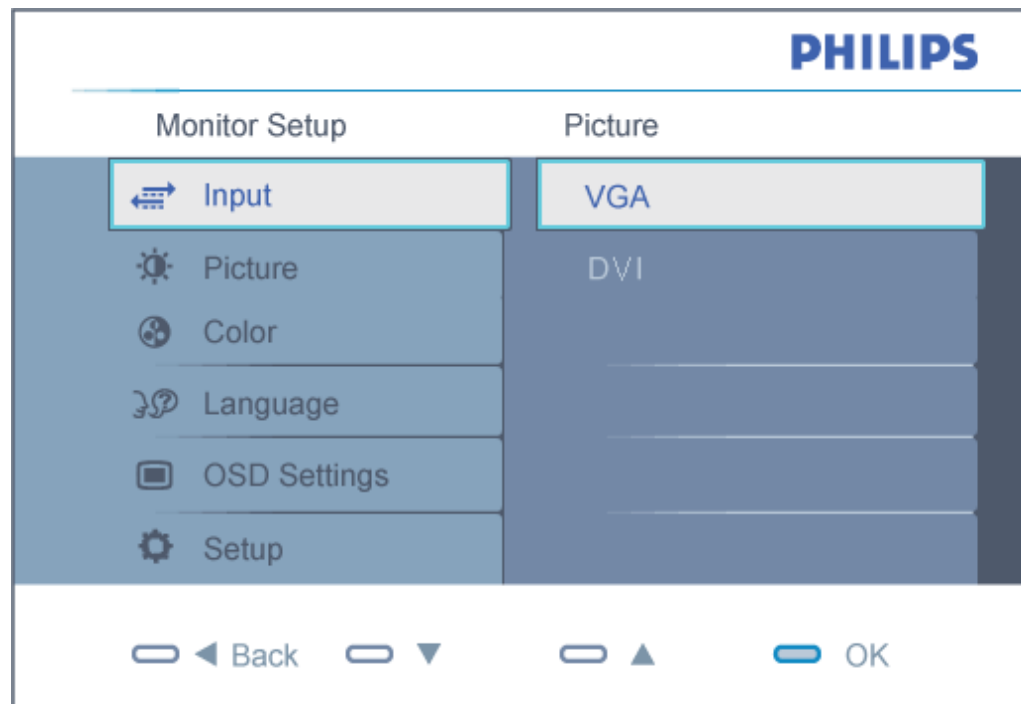 PHILIPS
Monitor Setup Picture
Input VGA
Picture DVI
Color
Language
OSD Settings
Setup
Back OK